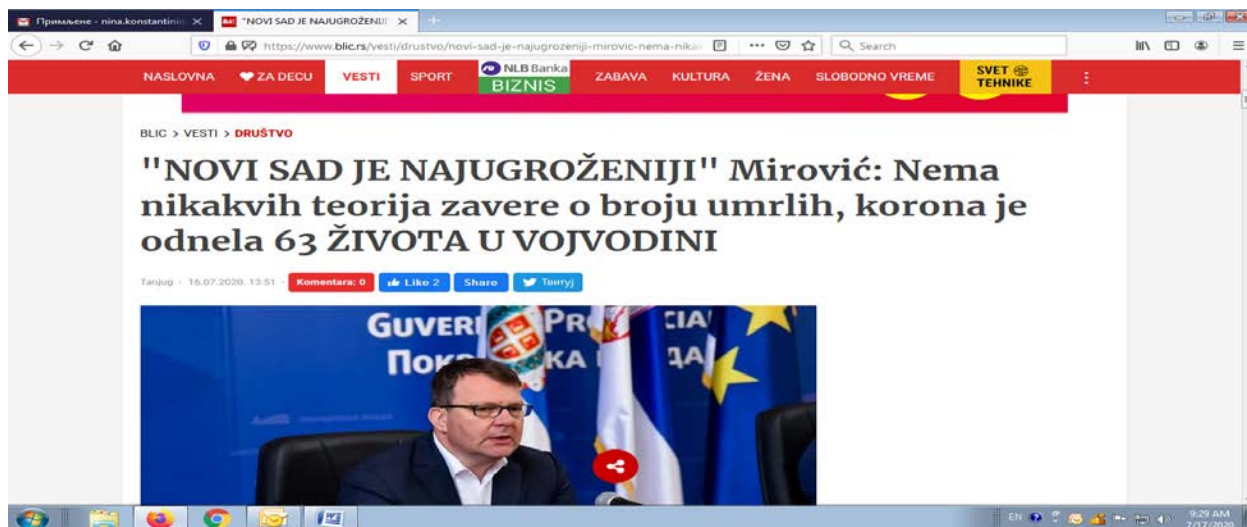 Примљене - nina.konstantini
"NOVI SAD JE NAJUGROŽENIJI"
https://www.blic.rs/vesti/drustvo/novi-sad-je-najugrozeniji-mirovic-nema-nika
Search
NASLOVNA ZA DECU VESTI SPORT NLB Banka BIZNIS ZABAVA KULTURA ŽENA SLOBODNO VREME SVET TEHNIKE
BLIC > VESTI > DRUŠTVO
"NOVI SAD JE NAJUGROŽENIJI" Mirović: Nema
nikakvih teorija zavere o broju umrlih, korona je
odnela 63 ŽIVOTA U VOJVODINI
Tanjug - 16.07.2020. 13:51 - Komentara: 0 Like 2 Share Твитуј
GUVER PR CIA
Пок КА
EN 9:29 AM
7/17/2020